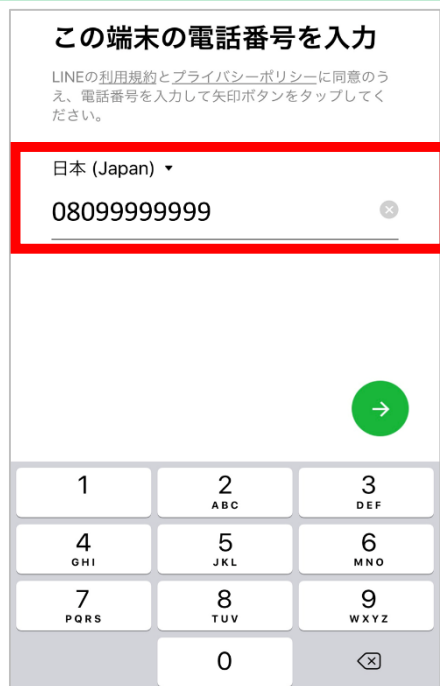 この端末の電話番号を入力
LINEの利用規約とプライバシーポリシーに同意のう
え、電話番号を入力して矢印ボタンをタップしてく
ださい。
日本 (Japan)
08099999999
1 2 3
ABC DEF
4 5 6
GHI JKL MNO
7 8 9
PQRS TUV WXYZ
0